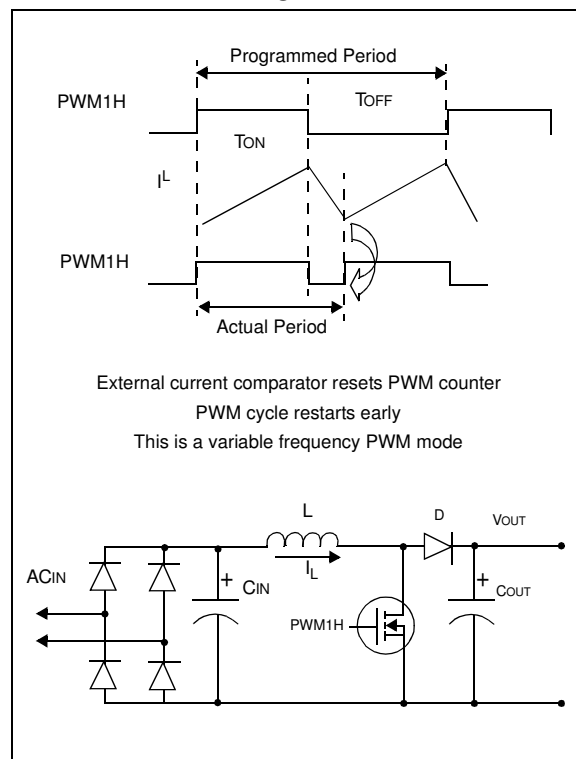 Programmed Period
PWM1H
TOFF
TON
IL
PWM1H
Actual Period
External current comparator resets PWM counter
PWM cycle restarts early
This is a variable frequency PWM mode
L
D
VOUT
ACIN
+
CIN
IL
+
COUT
PWM1H